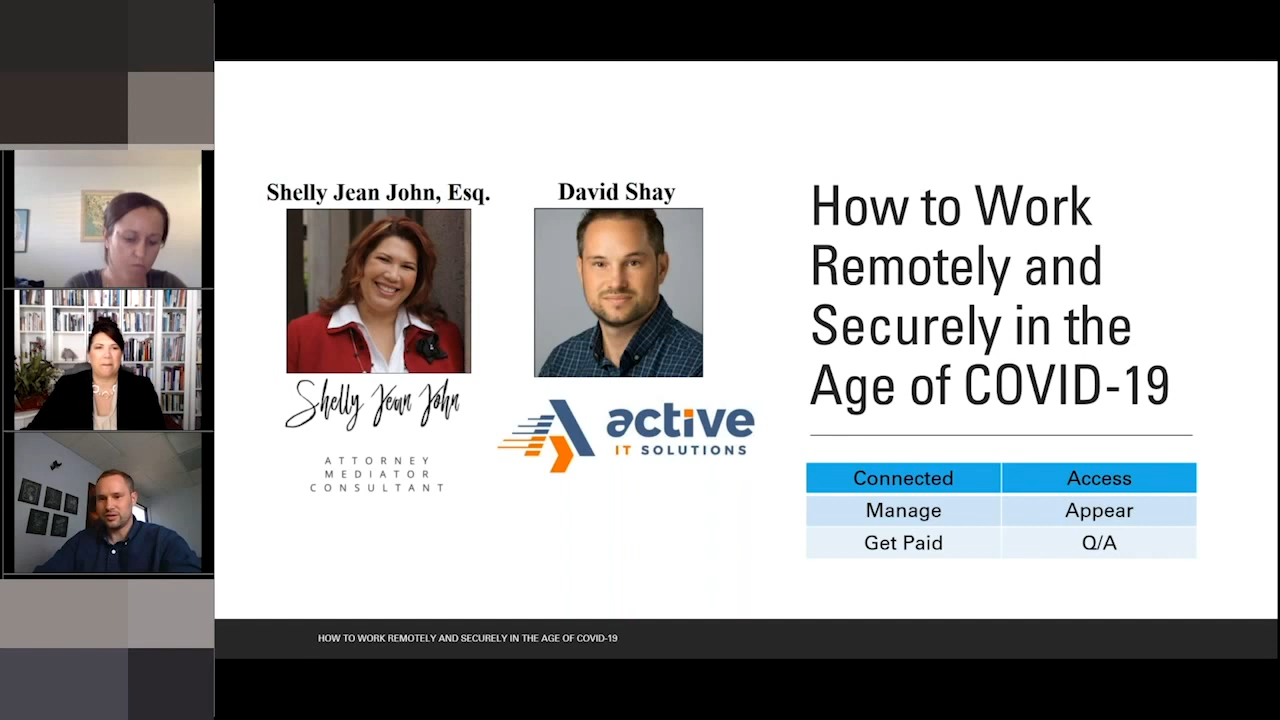 Shelly Jean John, Esq.
David Shay
Shelly Jean John
ATTORNEY
MEDIATOR
CONSULTANT
active
IT SOLUTIONS
How to Work
Remotely and
Securely in the
Age of COVID-19
Connected Access
Manage Appear
Get Paid Q/A
HOW TO WORK REMOTELY AND SECURELY IN THE AGE OF COVID-19